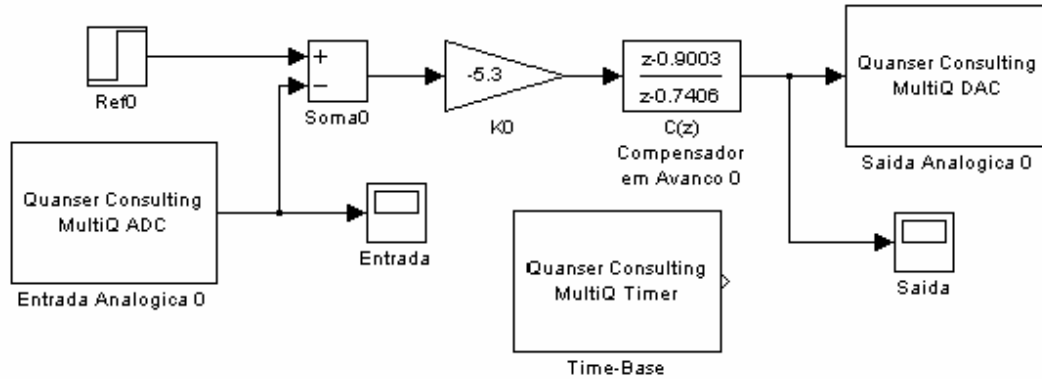 Ref0
+
−
Soma0
-5.3
K0
z-0.9003
z-0.7406
C(z)
Compensador
em Avanco 0
Quanser Consulting
MultiQ DAC
Saida Analogica 0
Quanser Consulting
MultiQ ADC
Entrada Analogica 0
Entrada
Quanser Consulting
MultiQ Timer
Time-Base
Saida